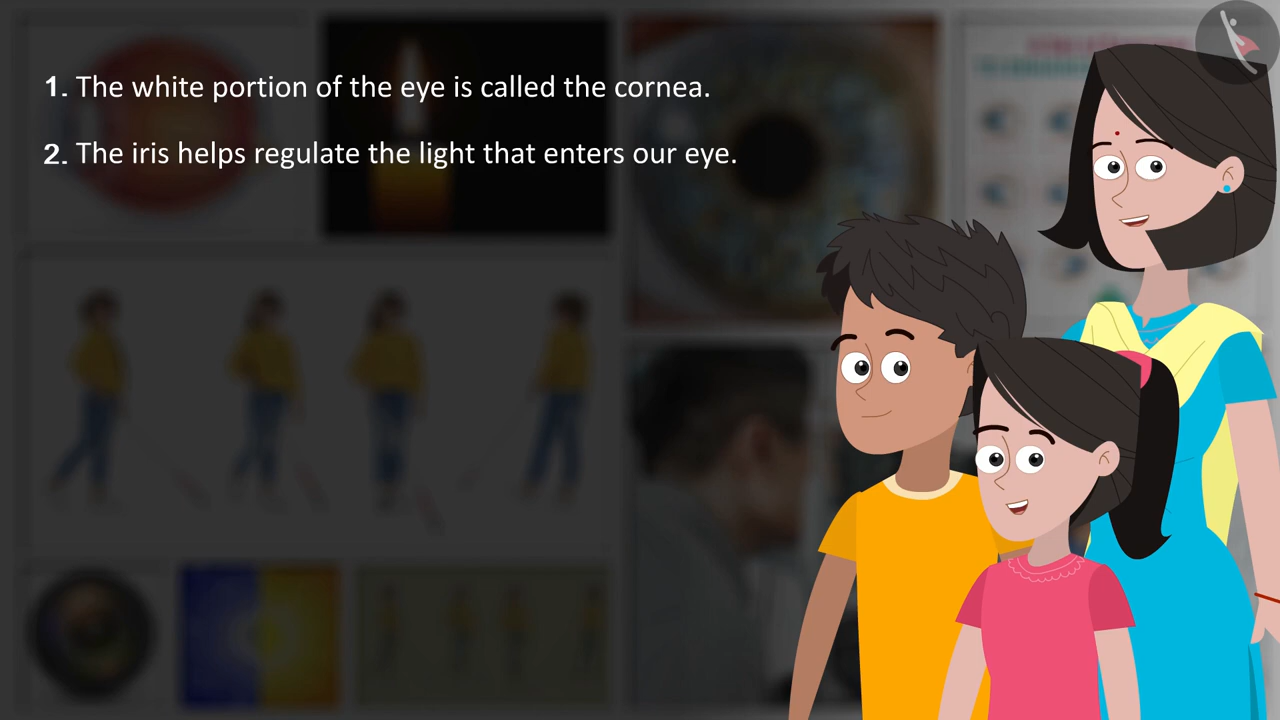 1. The white portion of the eye is called the cornea.
2. The iris helps regulate the light that enters our eye.